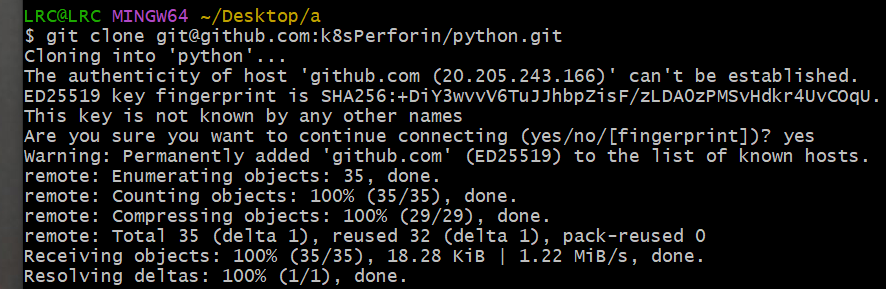 LRC@LRC MINGW64 ~/Desktop/a
$ git clone git@github.com:k8sPerforin/python.git
Cloning into 'python'...
The authenticity of host 'github.com (20.205.243.166)' can't be established.
ED25519 key fingerprint is SHA256:+DiY3wvvV6TuJJhbpZisF/zLDA0zPMSvHdkr4UvCOqU.
This key is not known by any other names
Are you sure you want to continue connecting (yes/no/[fingerprint])? yes
Warning: Permanently added 'github.com' (ED25519) to the list of known hosts.
remote: Enumerating objects: 35, done.
remote: Counting objects: 100% (35/35), done.
remote: Compressing objects: 100% (29/29), done.
remote: Total 35 (delta 1), reused 32 (delta 1), pack-reused 0
Receiving objects: 100% (35/35), 18.28 KiB | 1.22 MiB/s, done.
Resolving deltas: 100% (1/1), done.